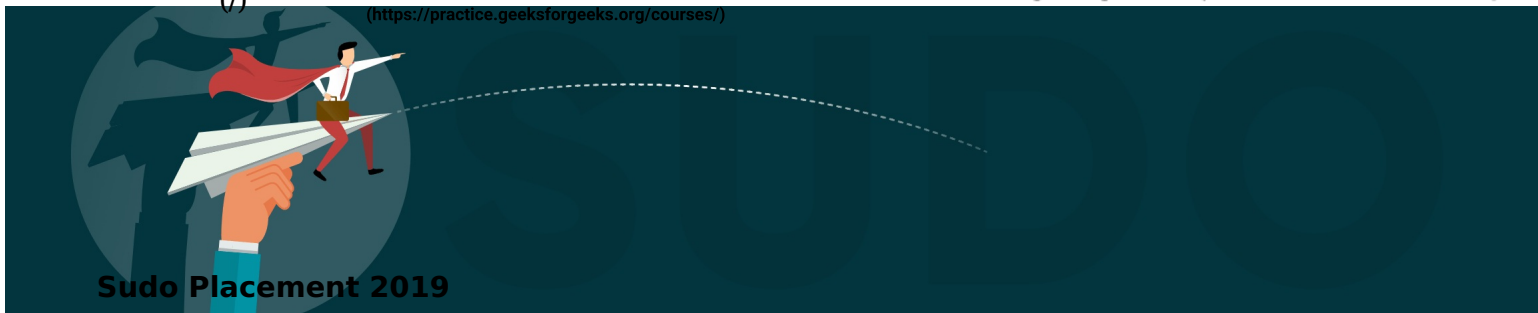 (/)
(https://practice.geeksforgeeks.org/courses/)
SUDO
Sudo Placement 2019